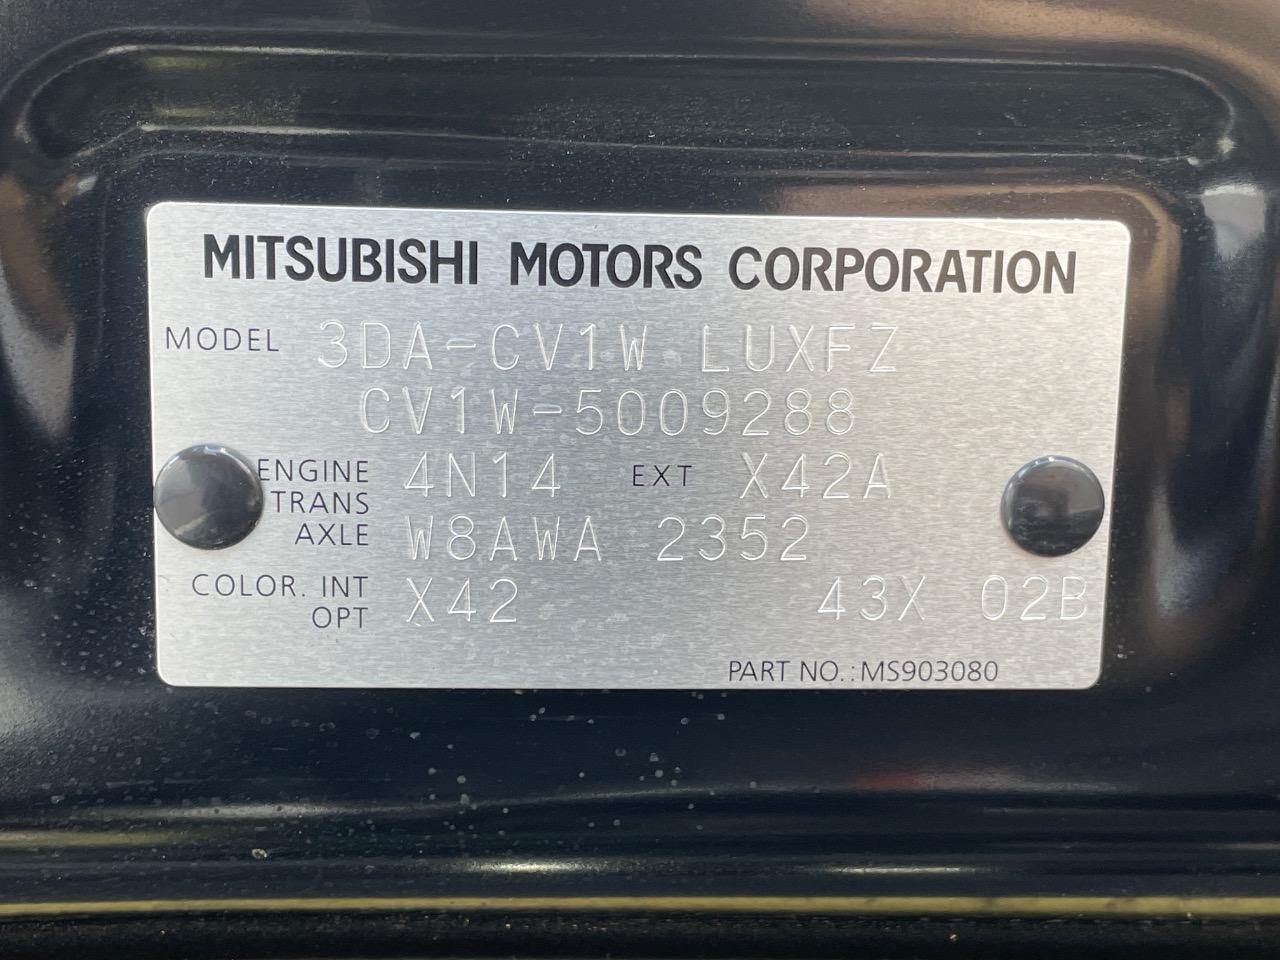 MITSUBISHI MOTORS CORPORATION
MODEL 3DA-CV1W LUXFZ
CV1W-5009288
ENGINE 4N14 EXT X42A
TRANS
AXLE W8AWA 2352
COLOR. INT X42 43X 02B
OPT
PART NO.:MS903080